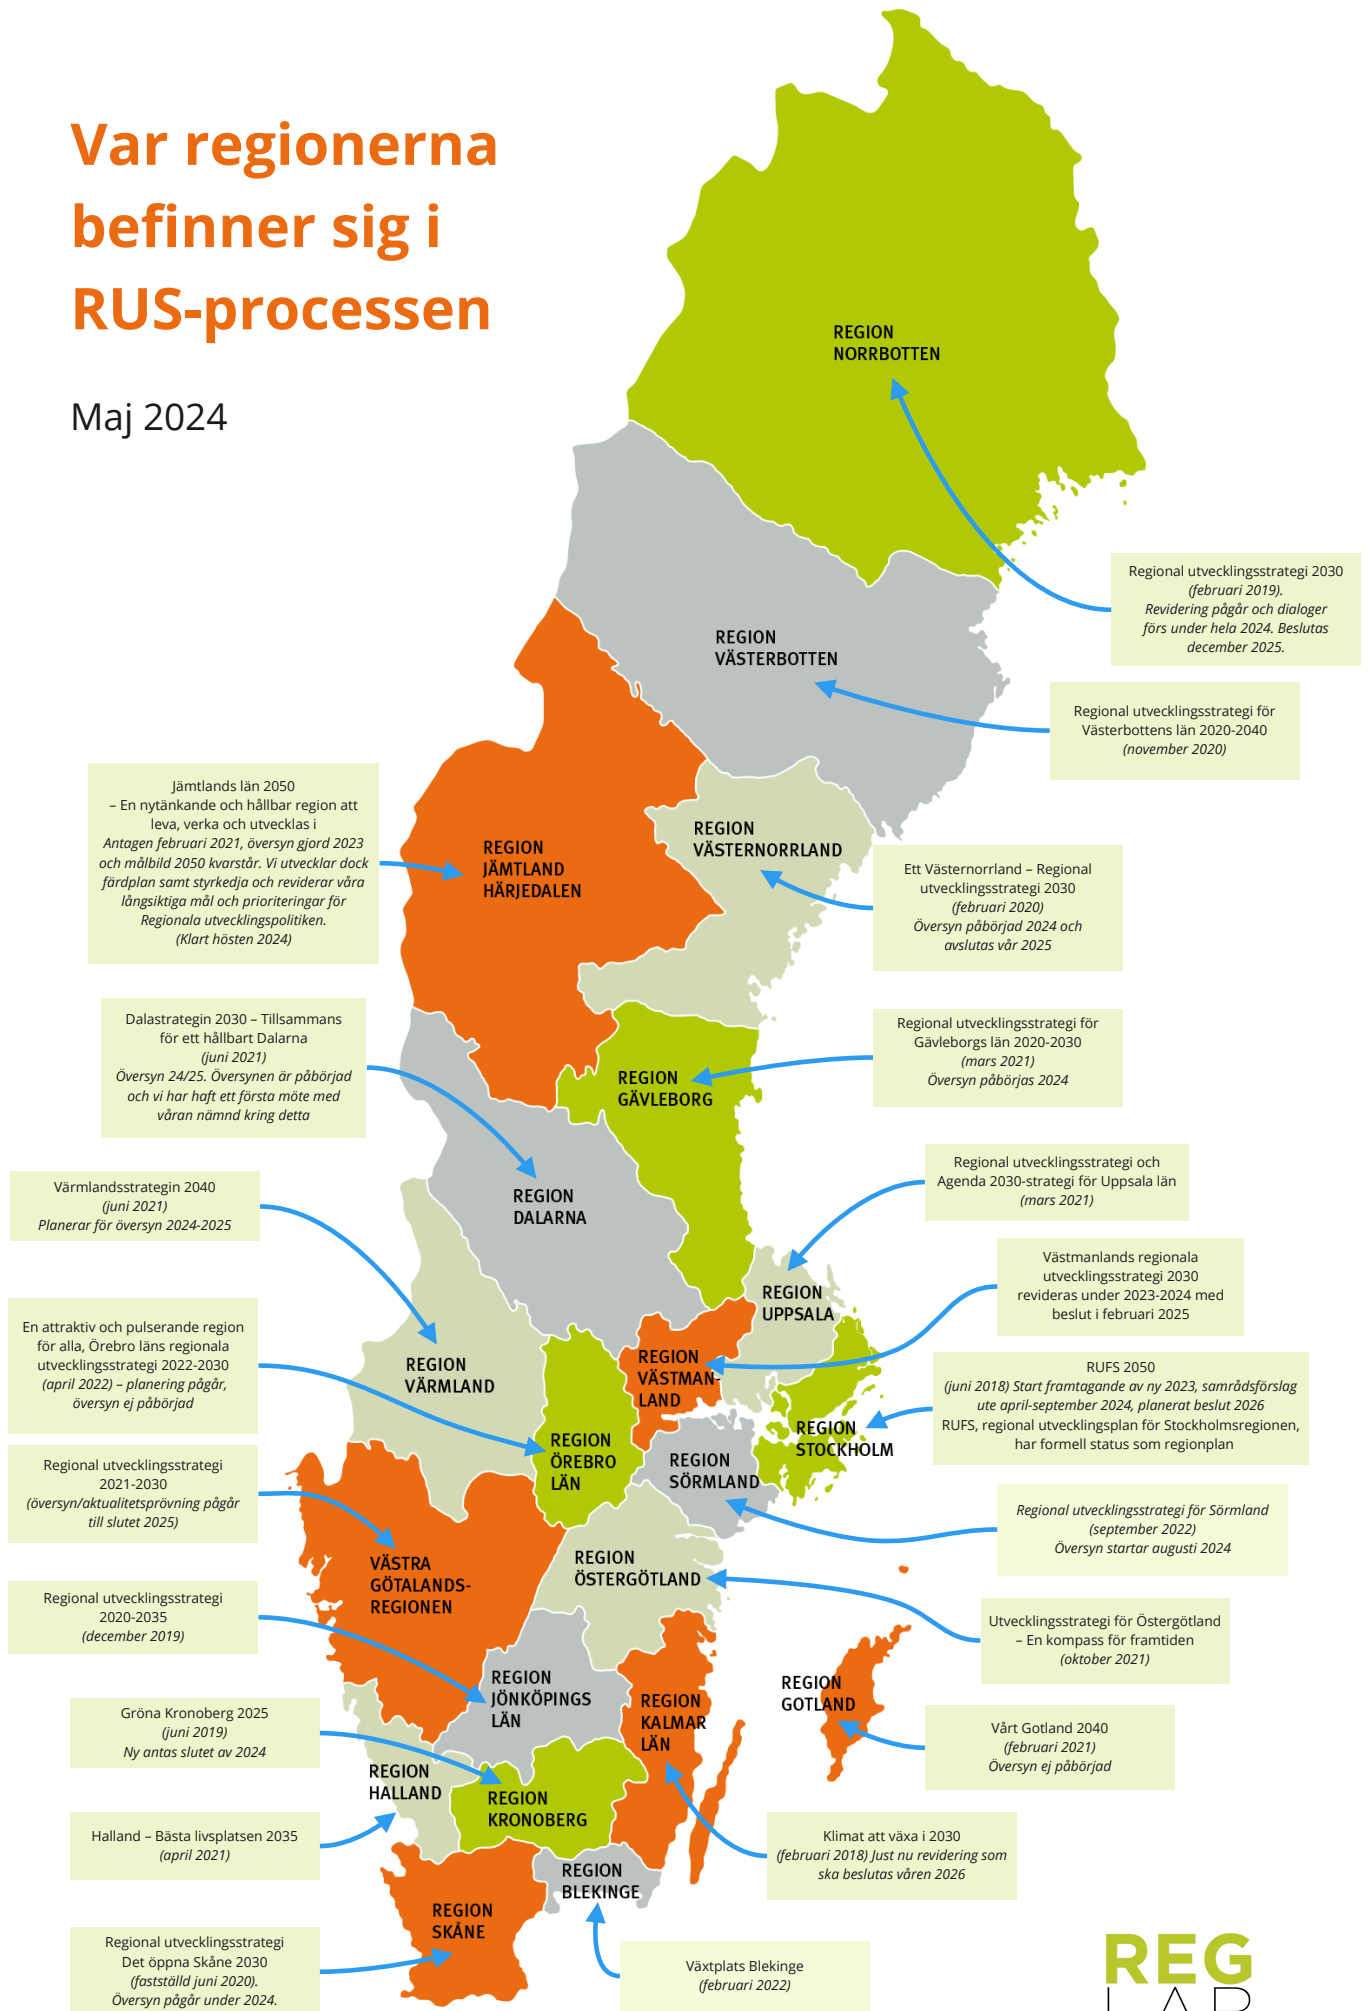 Var regionerna
befinner sig i
RUS-processen
Maj 2024
REGION
NORRBOTTEN
Regional utvecklingsstrategi 2030
(februari 2019).
Revidering pågår och dialoger
förs under hela 2024. Beslutas
december 2025.
REGION
VÄSTERBOTTEN
Regional utvecklingsstrategi för
Västerbottens län 2020-2040
(november 2020)
Jämtlands län 2050
– En nytänkande och hållbar region att
leva, verka och utvecklas i
Antagen februari 2021, översyn gjord 2023
och målbild 2050 kvarstår. Vi utvecklar dock
färdplan samt styrkedja och reviderar våra
långsiktiga mål och prioriteringar för
Regionala utvecklingspolitiken.
(Klart hösten 2024)
REGION
JÄMTLAND
HÄRJEDALEN
REGION
VÄSTERNORRLAND
Ett Västernorrland – Regional
utvecklingsstrategi 2030
(februari 2020)
Översyn påbörjad 2024 och
avslutas vår 2025
Dalastrategin 2030 – Tillsammans
för ett hållbart Dalarna
(juni 2021)
Översyn 24/25. Översynen är påbörjad
och vi har haft ett första möte med
våran nämnd kring detta
REGION
GÄVLEBORG
Regional utvecklingsstrategi för
Gävleborgs län 2020-2030
(mars 2021)
Översyn påbörjas 2024
REGION
DALARNA
Värmlandsstrategin 2040
(juni 2021)
Planerar för översyn 2024-2025
Regional utvecklingsstrategi och
Agenda 2030-strategi för Uppsala län
(mars 2021)
REGION
UPPSALA
Västmanlands regionala
utvecklingsstrategi 2030
revideras under 2023-2024 med
beslut i februari 2025
En attraktiv och pulserande region
för alla, Örebro läns regionala
utvecklingsstrategi 2022-2030
(april 2022) – planering pågår,
översyn ej påbörjad
REGION
VÄRMLAND
REGION
VÄSTMAN-
LAND
RUFS 2050
(juni 2018) Start framtagande av ny 2023, samrådsförslag
ute april-september 2024, planerat beslut 2026
RUFS, regional utvecklingsplan för Stockholmsregionen,
har formell status som regionplan
REGION
STOCKHOLM
REGION
ÖREBRO
LÄN
REGION
SÖRMLAND
Regional utvecklingsstrategi
2021-2030
(översyn/aktualitetsprövning pågår
till slutet 2025)
Regional utvecklingsstrategi för Sörmland
(september 2022)
Översyn startar augusti 2024
VÄSTRA
GÖTALANDS-
REGIONEN
REGION
ÖSTERGÖTLAND
Regional utvecklingsstrategi
2020-2035
(december 2019)
Utvecklingsstrategi för Östergötland
– En kompass för framtiden
(oktober 2021)
REGION
JÖNKÖPINGS
LÄN
REGION
KALMAR
LÄN
REGION
GOTLAND
Gröna Kronoberg 2025
(juni 2019)
Ny antas slutet av 2024
Vårt Gotland 2040
(februari 2021)
Översyn ej påbörjad
REGION
HALLAND
REGION
KRONOBERG
Halland – Bästa livsplatsen 2035
(april 2021)
Klimat att växa i 2030
(februari 2018) Just nu revidering som
ska beslutas våren 2026
REGION
BLEKINGE
REGION
SKÅNE
Regional utvecklingsstrategi
Det öppna Skåne 2030
(fastställd juni 2020).
Översyn pågår under 2024.
Växtplats Blekinge
(februari 2022)
REG
LAB